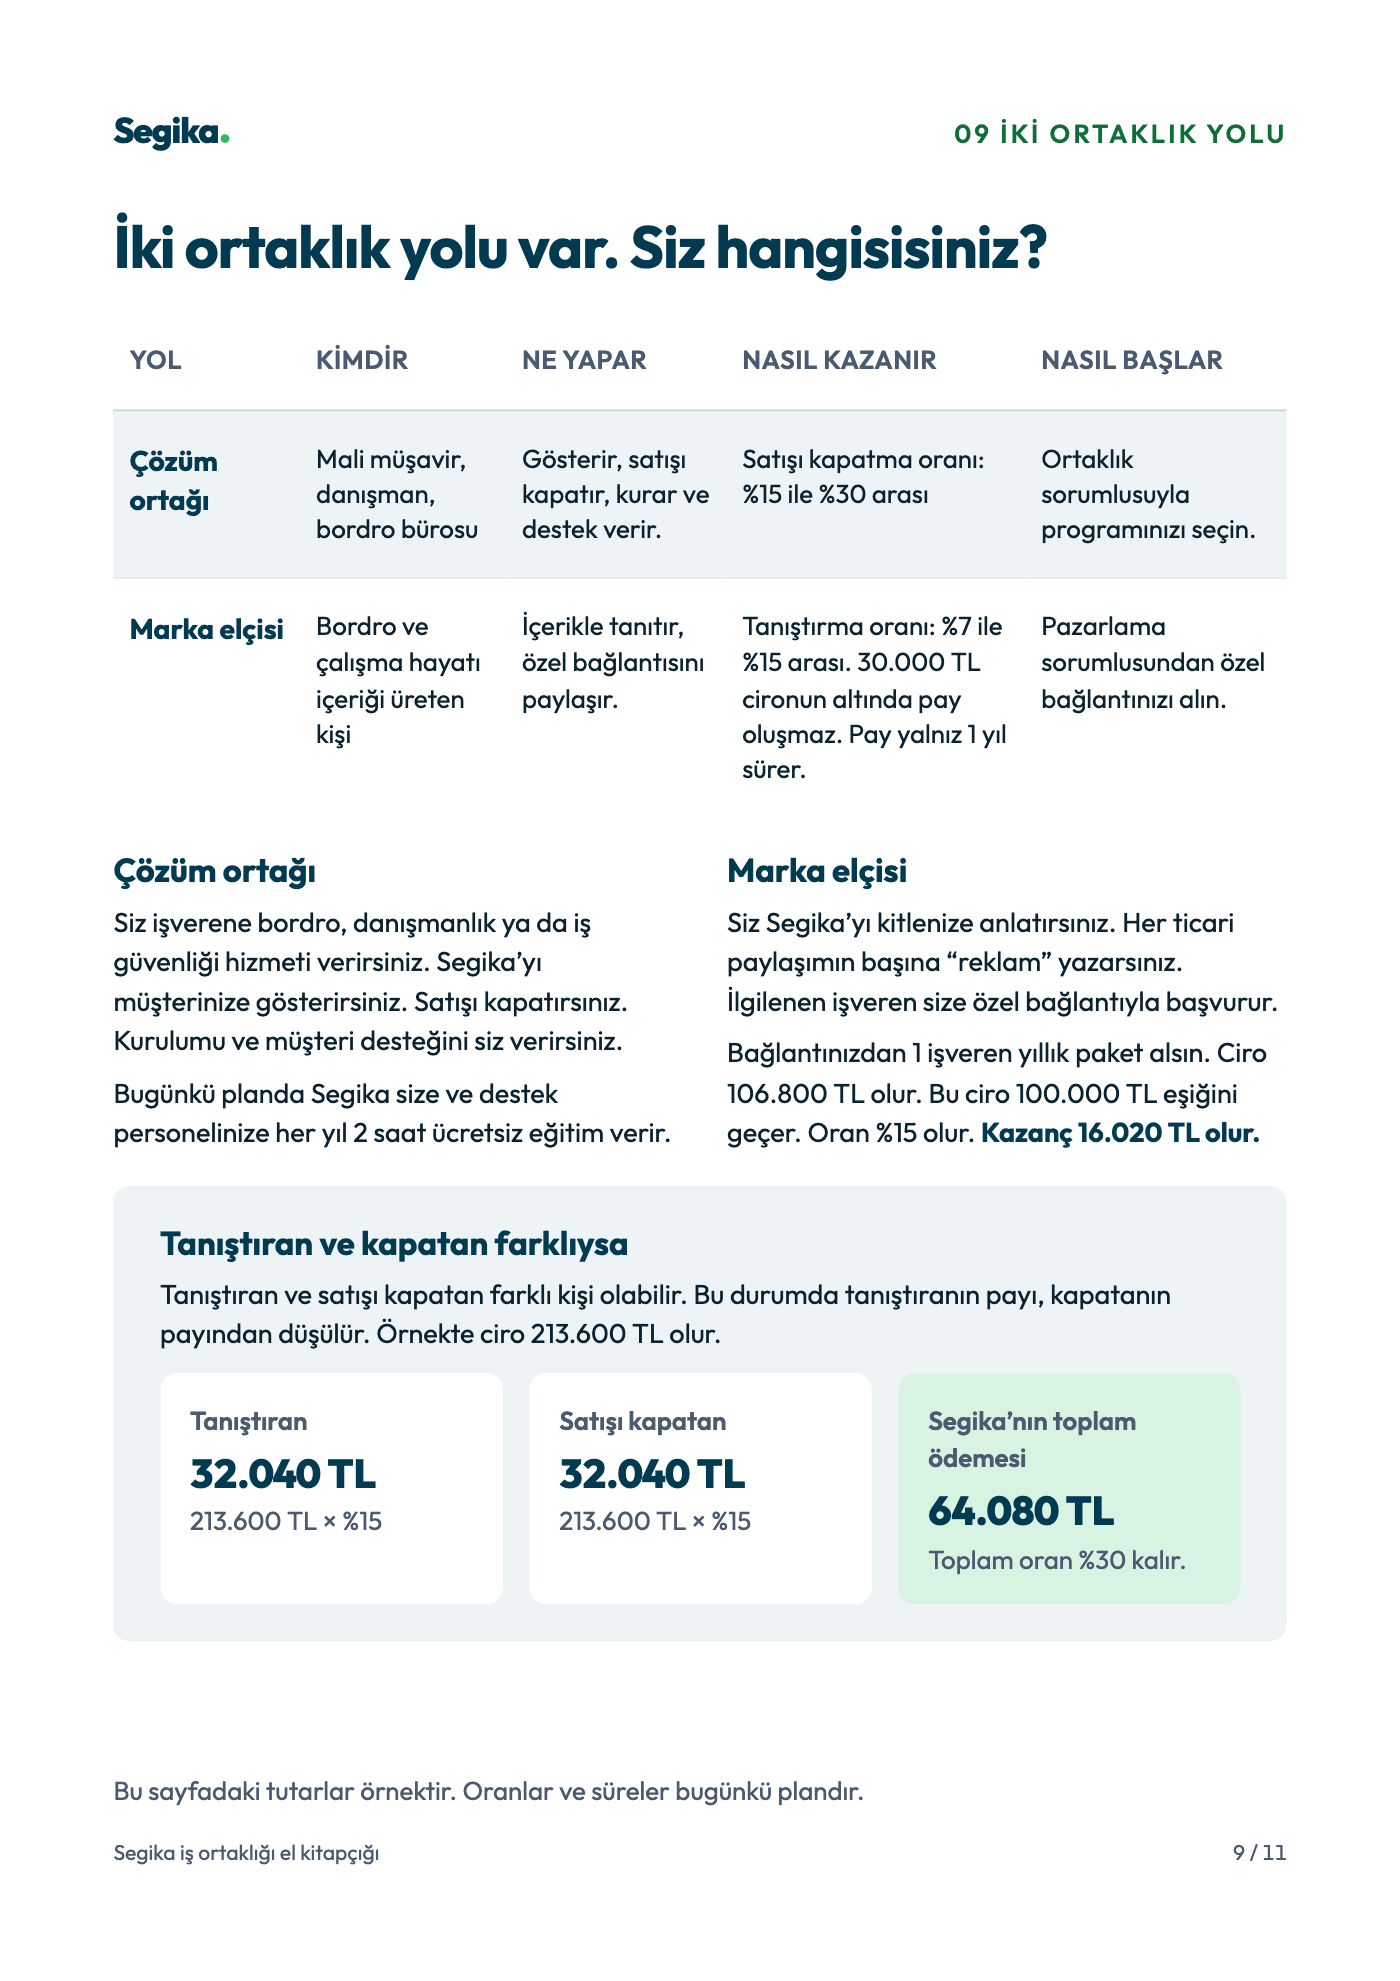 Segika.
09 İKİ ORTAKLIK YOLU
İki ortaklık yolu var. Siz hangisisiniz?
YOL
KİMDİR
NE YAPAR
NASIL KAZANIR
NASIL BAŞLAR
Çözüm
ortağı
Mali müşavir,
danışman,
bordro bürosu
Gösterir, satışı
kapatır, kurar ve
destek verir.
Satışı kapatma oranı:
%15 ile %30 arası
Ortaklık
sorumlusuyla
programınızı seçin.
Marka elçisi
Bordro ve
çalışma hayatı
içeriği üreten
kişi
İçerikle tanıtır,
özel bağlantısını
paylaşır.
Tanıştırma oranı: %7 ile
%15 arası. 30.000 TL
cironun altında pay
oluşmaz. Pay yalnız 1 yıl
sürer.
Pazarlama
sorumlusundan özel
bağlantınızı alın.
Çözüm ortağı
Siz işverene bordro, danışmanlık ya da iş
güvenliği hizmeti verirsiniz. Segika’yı
müşterinize gösterirsiniz. Satışı kapatırsınız.
Kurulumu ve müşteri desteğini siz verirsiniz.
Bugünkü planda Segika size ve destek
personelinize her yıl 2 saat ücretsiz eğitim verir.
Marka elçisi
Siz Segika’yı kitlenize anlatırsınız. Her ticari
paylaşımın başına “reklam” yazarsınız.
İlgilenen işveren size özel bağlantıyla başvurur.
Bağlantınızdan 1 işveren yıllık paket alsın. Ciro
106.800 TL olur. Bu ciro 100.000 TL eşiğini
geçer. Oran %15 olur. Kazanç 16.020 TL olur.
Tanıştıran ve kapatan farklıysa
Tanıştıran ve satışı kapatan farklı kişi olabilir. Bu durumda tanıştıranın payı, kapatanın
payından düşülür. Örnekte ciro 213.600 TL olur.
Tanıştıran
32.040 TL
213.600 TL × %15
Satışı kapatan
32.040 TL
213.600 TL × %15
Segika’nın toplam
ödemesi
64.080 TL
Toplam oran %30 kalır.
Bu sayfadaki tutarlar örnektir. Oranlar ve süreler bugünkü plandır.
Segika iş ortaklığı el kitapçığı
9 / 11